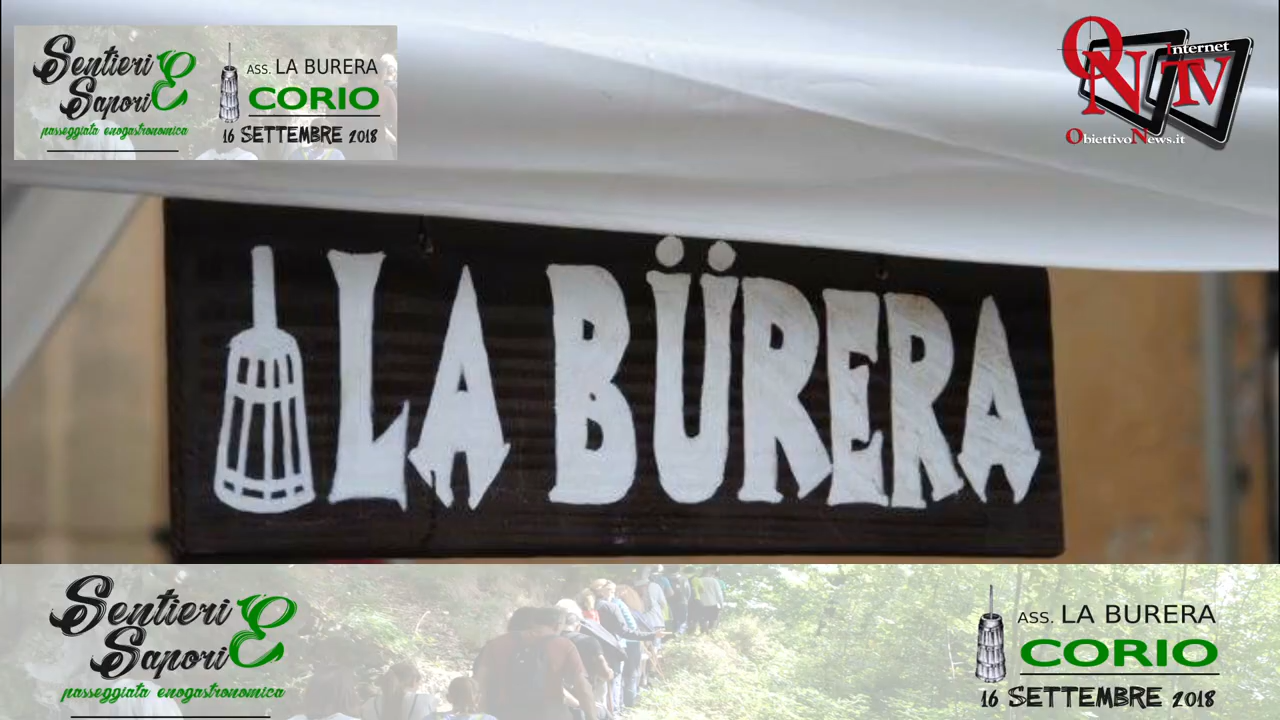 Sentieri E
Sapori
passeggiata enogastronomica
ASS. LA BURERA
CORIO
16 SETTEMBRE 2018
ON
Internet
TV
ObiettivoNews.it
LA BÜRERA
Sentieri E
Sapori
passeggiata enogastronomica
ASS. LA BURERA
CORIO
16 SETTEMBRE 2018